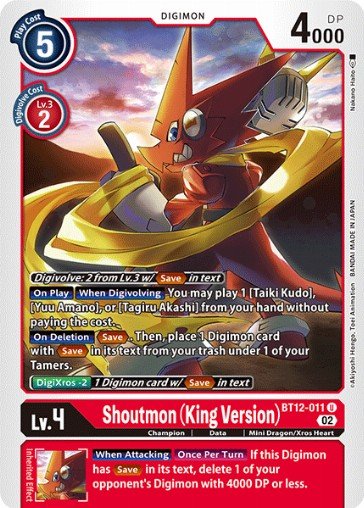 DIGIMON
Play Cost
5
DP
4000
Digivolve Cost
Lv.3
2
Nakano Haito
©Akiyoshi Hongo, Toei Animation BANDAI MADE IN JAPAN
Digivolve: 2 from Lv.3 w/ Save in text
On Play When Digivolving You may play 1 [Taiki Kudo],
[Yuu Amano], or [Tagiru Akashi] from your hand without
paying the cost.
On Deletion Save. Then, place 1 Digimon card
with Save in its text from your trash under 1 of your
Tamers.
DigiXros -2 1 Digimon card w/ Save in text
Lv.4
Shoutmon (King Version)
BT12-011 U
02
Champion Data Mini Dragon/Xros Heart
Inherited Effect
When Attacking Once Per Turn If this Digimon
has Save in its text, delete 1 of your
opponent's Digimon with 4000 DP or less.